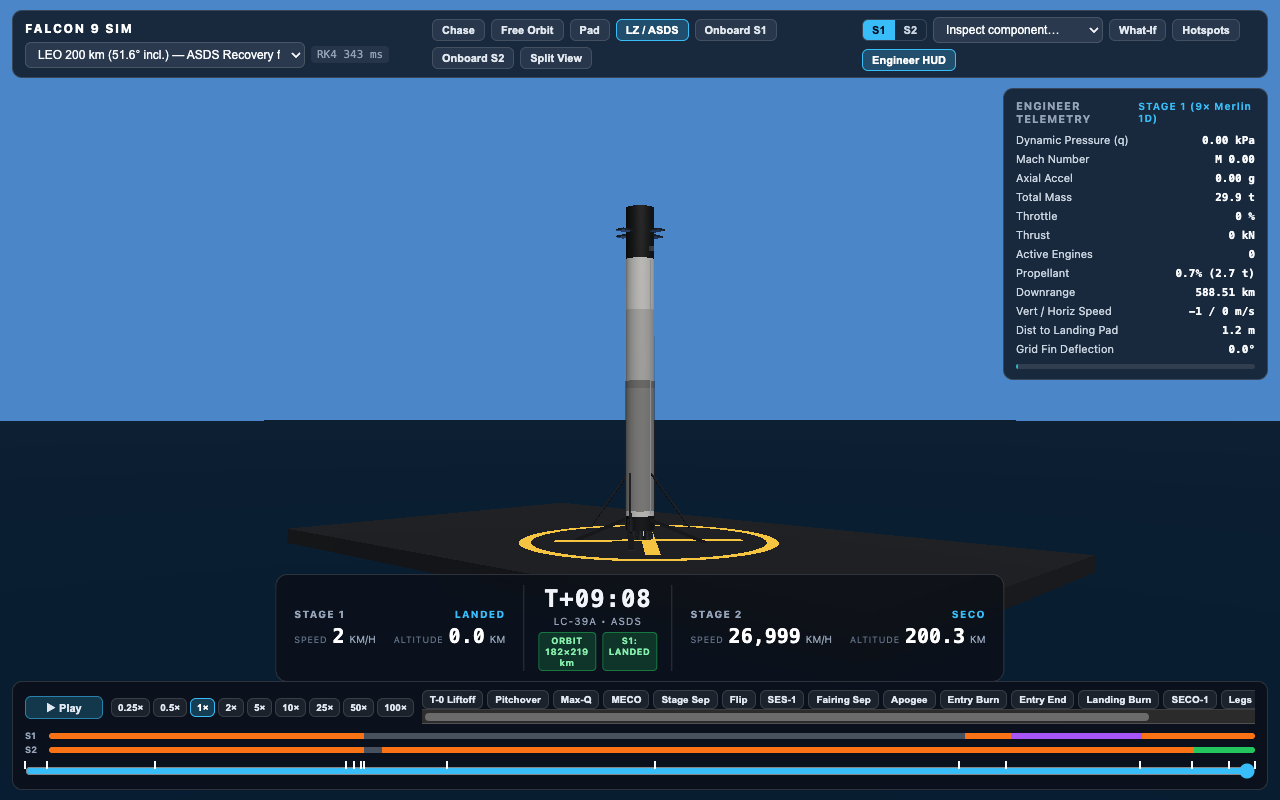 FALCON 9 SIM
LEO 200 km (51.6° incl.) — ASDS Recovery f
RK4 343 ms
Chase
Free Orbit
Pad
LZ / ASDS
Onboard S1
Onboard S2
Split View
S1
S2
Inspect component…
What-If
Hotspots
Engineer HUD
ENGINEER TELEMETRY
STAGE 1 (9× Merlin 1D)
Dynamic Pressure (q) 0.00 kPa
Mach Number M 0.00
Axial Accel 0.00 g
Total Mass 29.9 t
Throttle 0 %
Thrust 0 kN
Active Engines 0
Propellant 0.7% (2.7 t)
Downrange 588.51 km
Vert / Horiz Speed −1 / 0 m/s
Dist to Landing Pad 1.2 m
Grid Fin Deflection 0.0°
STAGE 1 LANDED
SPEED 2 KM/H ALTITUDE 0.0 KM
T+09:08
LC-39A • ASDS
ORBIT 182×219 km
S1: LANDED
STAGE 2 SECO
SPEED 26,999 KM/H ALTITUDE 200.3 KM
▶ Play
0.25×
0.5×
1×
2×
5×
10×
25×
50×
100×
T-0 Liftoff
Pitchover
Max-Q
MECO
Stage Sep
Flip
SES-1
Fairing Sep
Apogee
Entry Burn
Entry End
Landing Burn
SECO-1
Legs
S1
S2